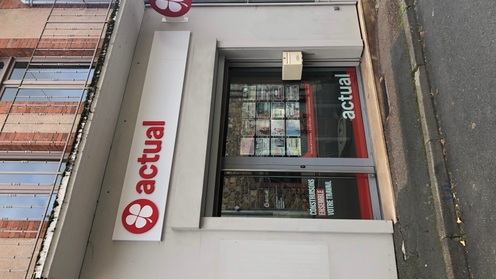 actual
actual
CONSTRUISONS
ENSEMBLE
VOTRE TRAVAIL